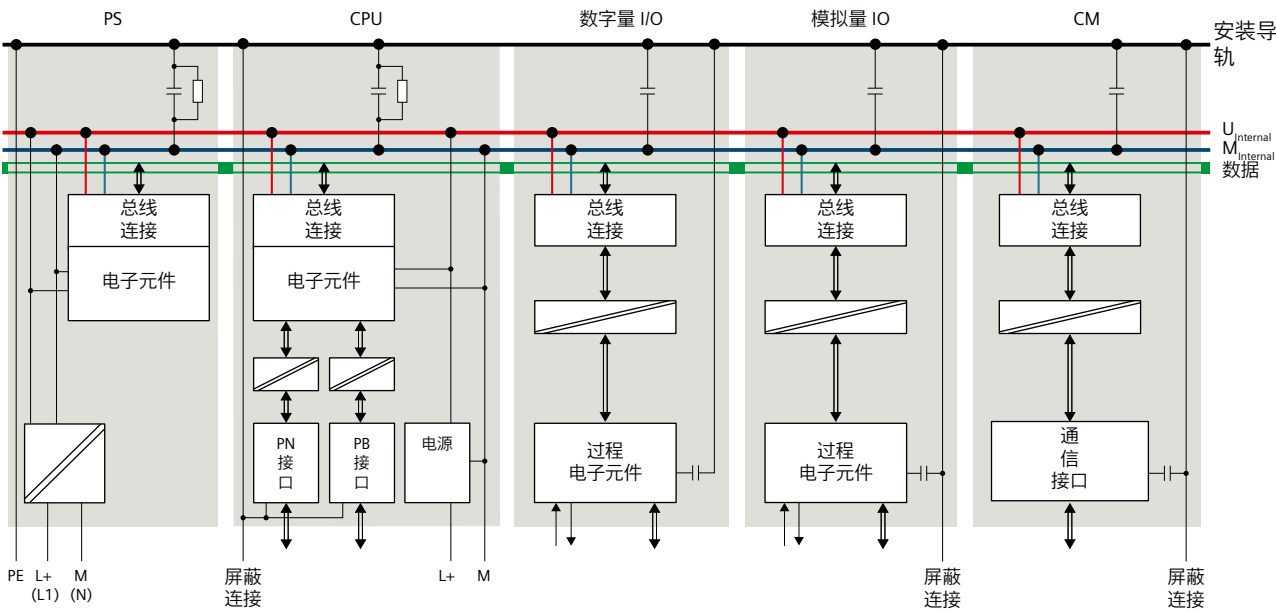 PS
CPU
数字量 I/O
模拟量 IO
CM
安装导
轨
UInternal
MInternal
数据
总线
连接
电子元件
总线
连接
电子元件
总线
连接
总线
连接
总线
连接
PN
接
口
PB
接
口
电源
过程
电子元件
过程
电子元件
通
信
接口
PE
L+
(L1)
M
(N)
屏蔽
连接
L+
M
屏蔽
连接
屏蔽
连接